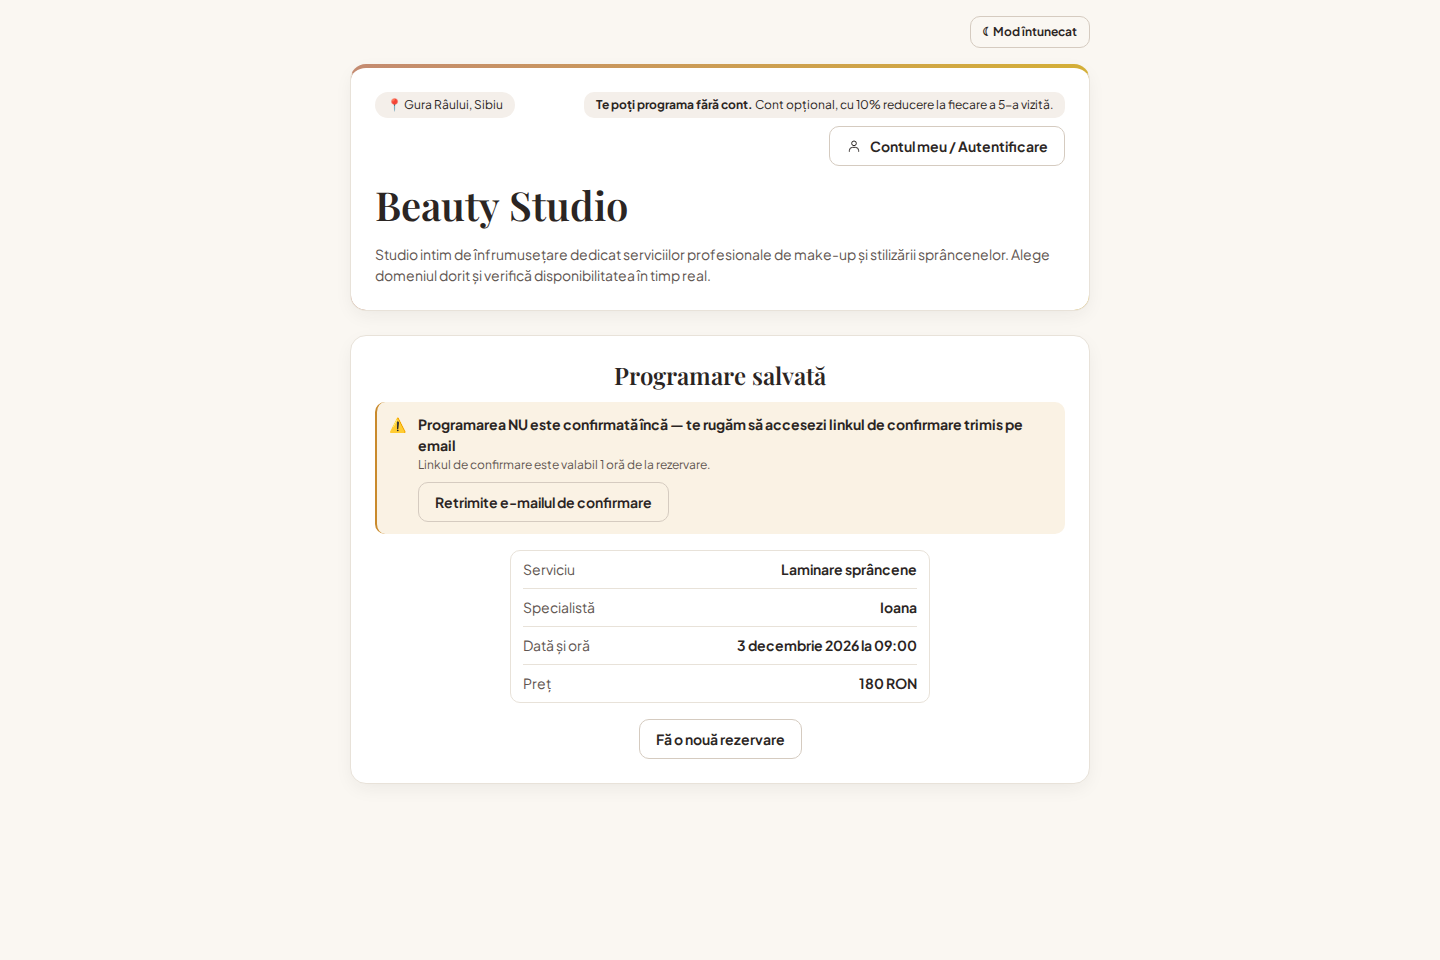 ☾ Mod întunecat
📍 Gura Râului, Sibiu
Te poți programa fără cont. Cont opțional, cu 10% reducere la fiecare a 5-a vizită.
Contul meu / Autentificare
Beauty Studio
Studio intim de înfrumusețare dedicat serviciilor profesionale de make-up și stilizării sprâncenelor. Alege
domeniul dorit și verifică disponibilitatea în timp real.
Programare salvată
⚠️ Programarea NU este confirmată încă — te rugăm să accesezi linkul de confirmare trimis pe
email
Linkul de confirmare este valabil 1 oră de la rezervare.
Retrimite e-mailul de confirmare
Serviciu Laminare sprâncene
Specialistă Ioana
Dată și oră 3 decembrie 2026 la 09:00
Preț 180 RON
Fă o nouă rezervare